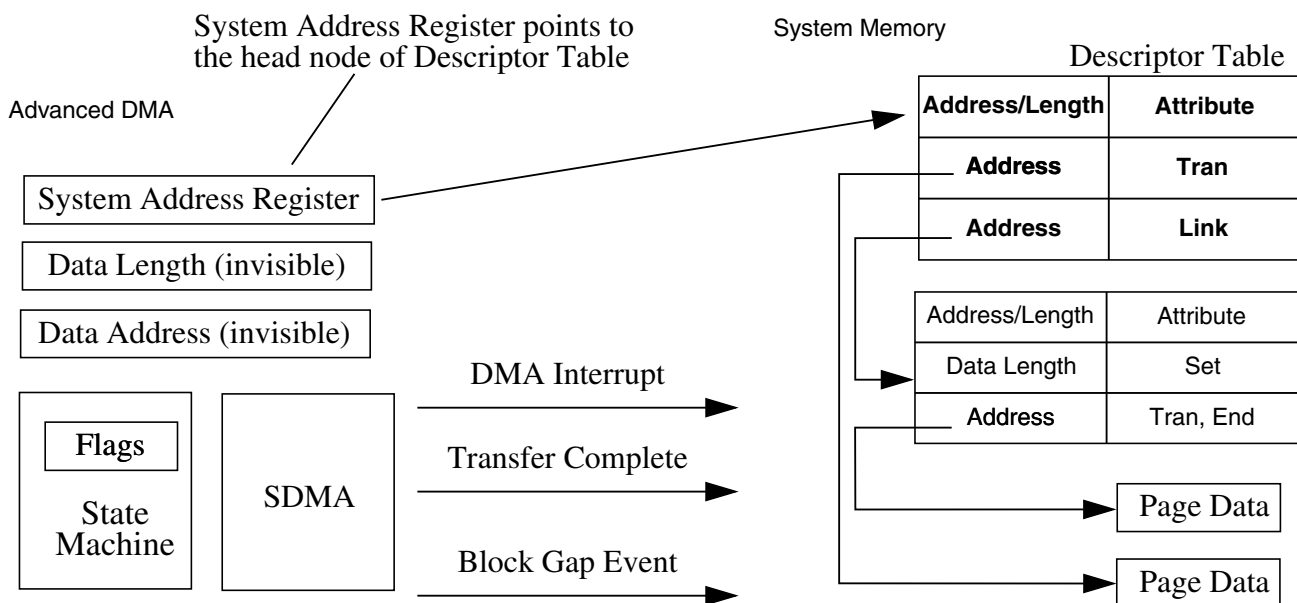 System Address Register points to
the head node of Descriptor Table
System Memory
Descriptor Table
Advanced DMA
Address/Length Attribute
Address Tran
Address Link
System Address Register
Data Length (invisible)
Data Address (invisible)
Address/Length Attribute
Data Length Set
Address Tran, End
DMA Interrupt
Flags
State
Machine
SDMA
Transfer Complete
Block Gap Event
Page Data
Page Data